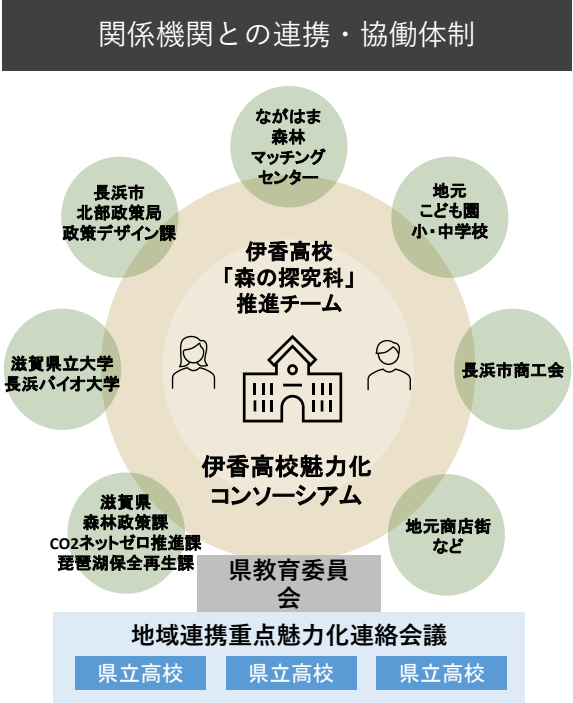 関係機関との連携・協働体制
ながはま
森林
マッチング
センター
長浜市
北部政策局
政策デザイン課
地元
こども園
小・中学校
伊香高校
「森の探究科」
推進チーム
滋賀県立大学
長浜バイオ大学
長浜市商工会
伊香高校魅力化
コンソーシアム
滋賀県
森林政策課
CO2ネットゼロ推進課
琵琶湖保全再生課
地元商店街
など
県教育委員
会
地域連携重点魅力化連絡会議
県立高校
県立高校
県立高校